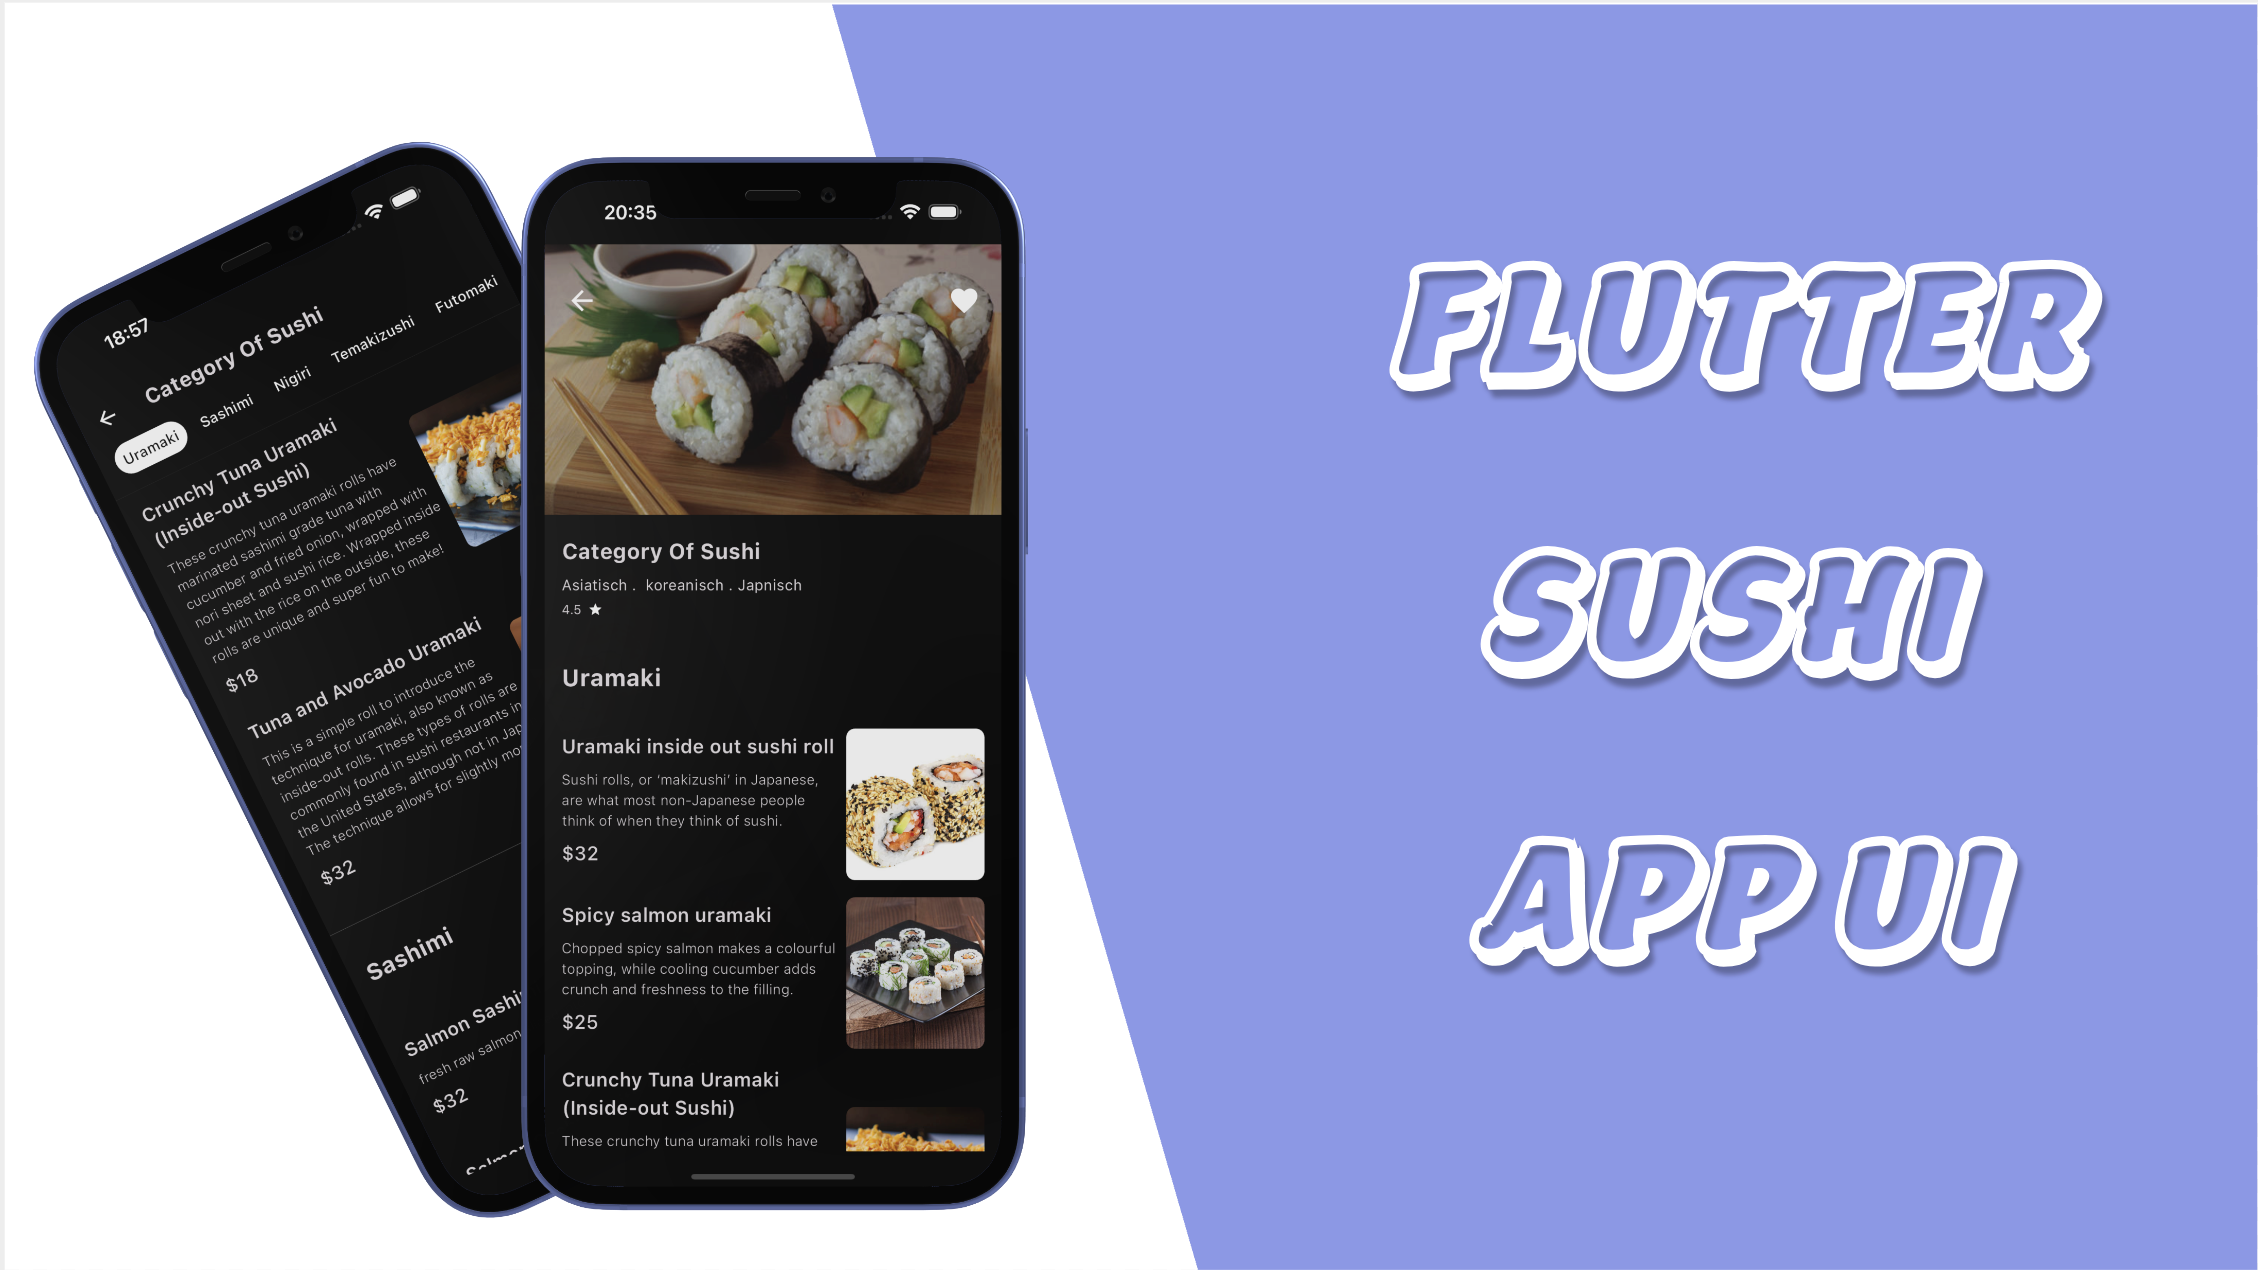 18:57
Category Of Sushi
Uramaki Sashimi Nigiri Temakizushi Futomaki
Crunchy Tuna Uramaki
(Inside-out Sushi)
These crunchy tuna uramaki rolls have
marinated sashimi grade tuna with
cucumber and fried onion, wrapped with
nori sheet and sushi rice. Wrapped inside
out with the rice on the outside, these
rolls are unique and super fun to make!
$18
Tuna and Avocado Uramaki
This is a simple roll to introduce the
technique for uramaki, also known as
inside-out rolls. These types of rolls are
commonly found in sushi restaurants in
the United States, although not in Jap
The technique allows for slightly mo
$32
Sashimi
Salmon Sashi
fresh raw salmon
$32
20:35
Category Of Sushi
Asiatisch . koreanisch . Japnisch
4.5 ★
Uramaki
Uramaki inside out sushi roll
Sushi rolls, or ‘makizushi’ in Japanese,
are what most non-Japanese people
think of when they think of sushi.
$32
Spicy salmon uramaki
Chopped spicy salmon makes a colourful
topping, while cooling cucumber adds
crunch and freshness to the filling.
$25
Crunchy Tuna Uramaki
(Inside-out Sushi)
These crunchy tuna uramaki rolls have
FLUTTER
SUSHI
APP UI